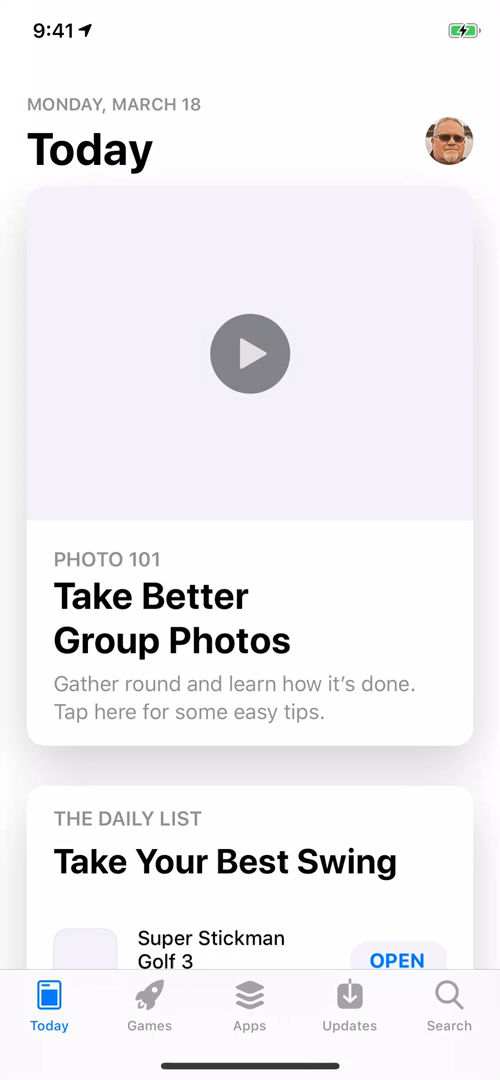 9:41
MONDAY, MARCH 18
Today
PHOTO 101
Take Better
Group Photos
Gather round and learn how it’s done.
Tap here for some easy tips.
THE DAILY LIST
Take Your Best Swing
Super Stickman
Golf 3
OPEN
Today
Games
Apps
Updates
Search